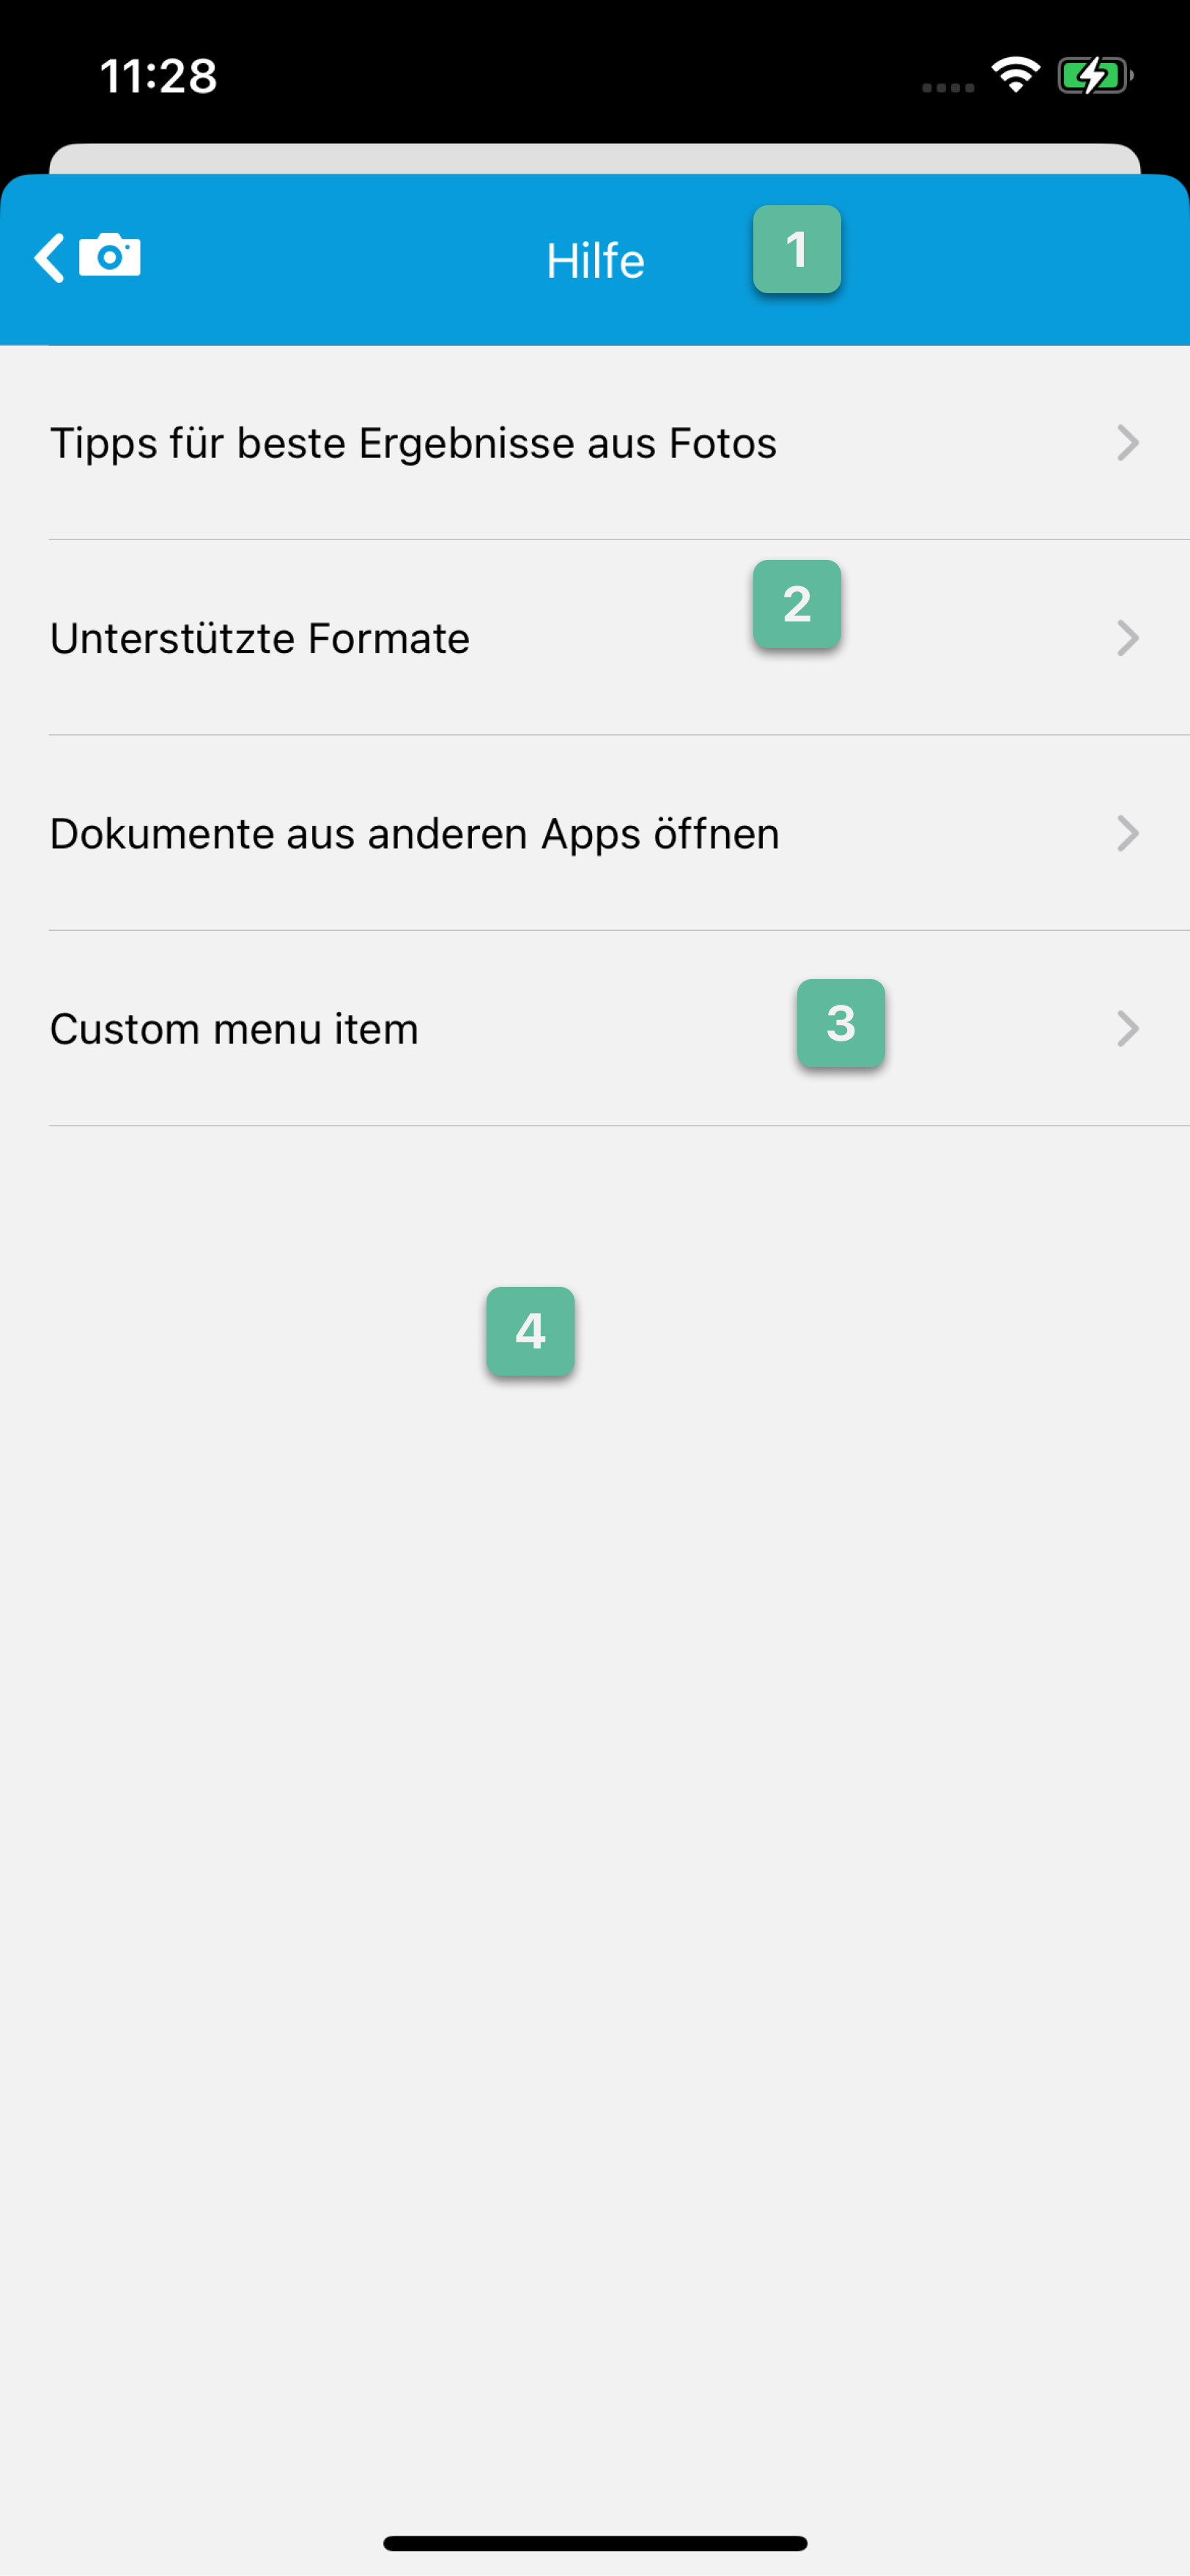 11:28
Hilfe
1
Tipps für beste Ergebnisse aus Fotos
2
Unterstützte Formate
Dokumente aus anderen Apps öffnen
Custom menu item
3
4